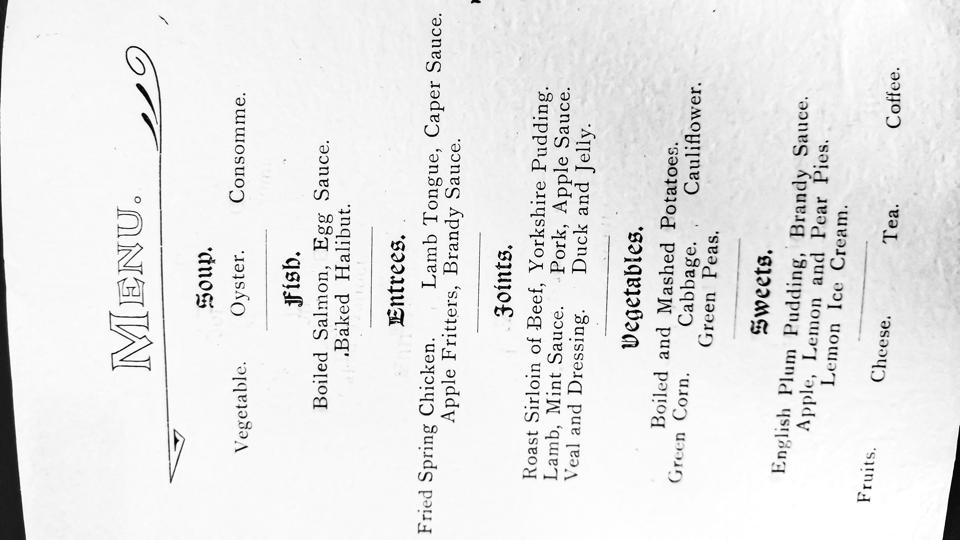 MENU.
Soup.
Vegetable. Oyster. Consomme.
Fish.
Boiled Salmon, Egg Sauce.
Baked Halibut.
Entrees.
Fried Spring Chicken. Lamb Tongue, Caper Sauce.
Apple Fritters, Brandy Sauce.
Joints.
Roast Sirloin of Beef, Yorkshire Pudding.
Lamb, Mint Sauce. Pork, Apple Sauce.
Veal and Dressing. Duck and Jelly.
Vegetables.
Boiled and Mashed Potatoes.
Green Corn. Cabbage. Cauliflower.
Green Peas.
Sweets.
English Plum Pudding, Brandy Sauce.
Apple, Lemon and Pear Pies.
Lemon Ice Cream.
Fruits. Cheese. Tea. Coffee.